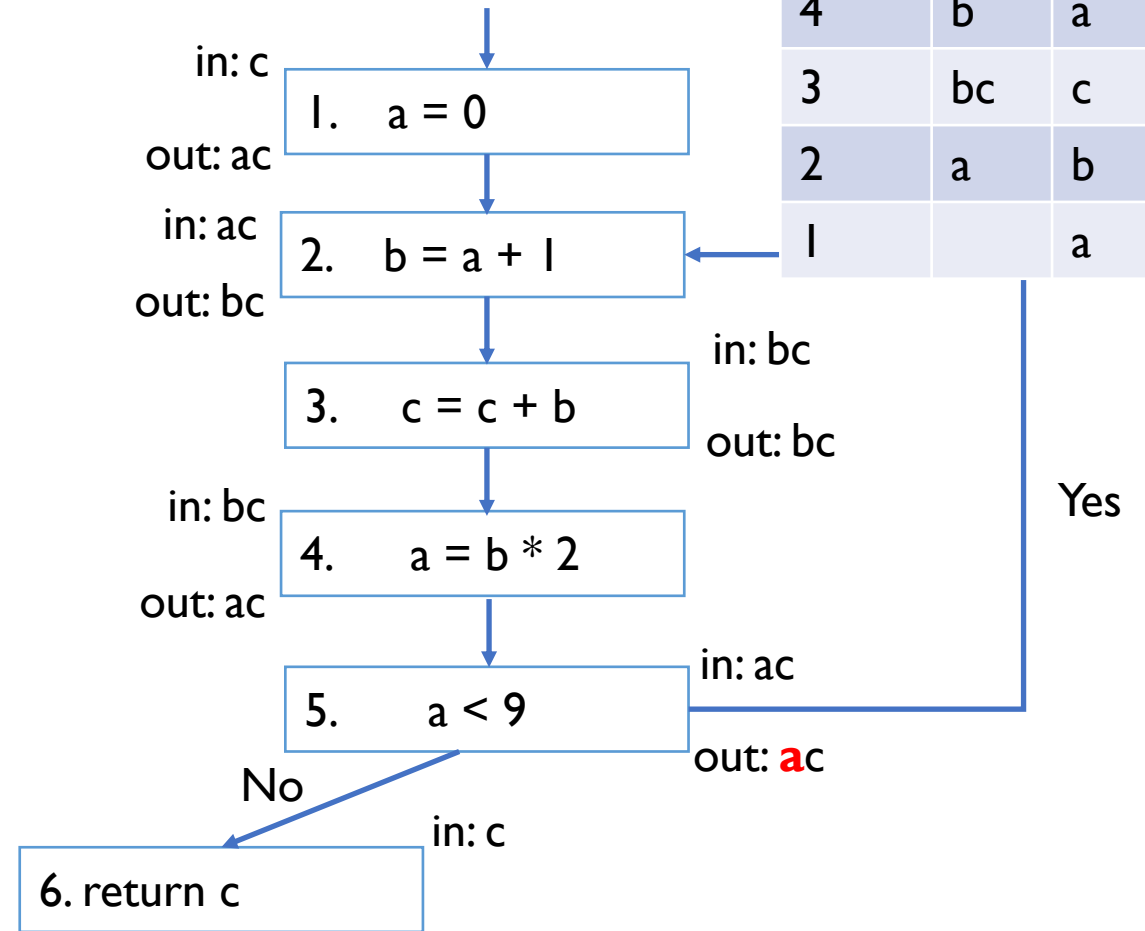 4 b a
in: c
3 bc c
1. a = 0
out: ac
2 a b
in: ac
1 a
2. b = a + 1
out: bc
in: bc
3. c = c + b
out: bc
in: bc
Yes
4. a = b * 2
out: ac
in: ac
5. a < 9
out: ac
No
in: c
6. return c